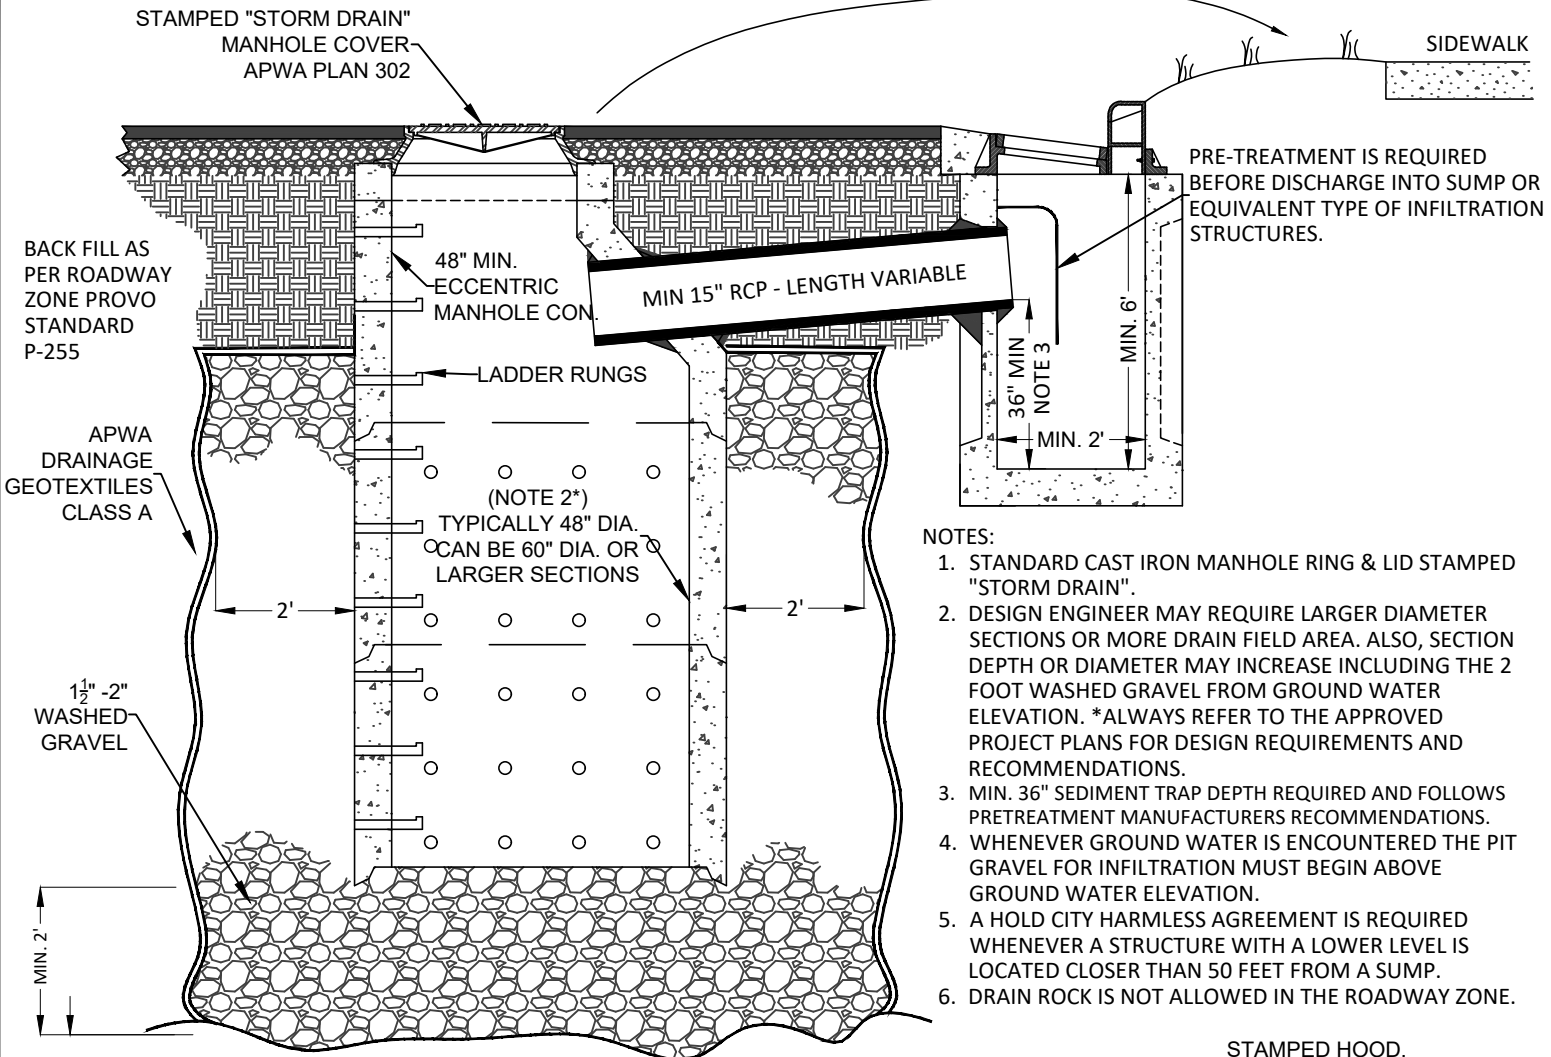 STAMPED "STORM DRAIN"
MANHOLE COVER
APWA PLAN 302
SIDEWALK
PRE-TREATMENT IS REQUIRED
BEFORE DISCHARGE INTO SUMP OR
EQUIVALENT TYPE OF INFILTRATION
STRUCTURES.
BACK FILL AS
PER ROADWAY
ZONE PROVO
STANDARD
P-255
48" MIN.
ECCENTRIC
MANHOLE CON.
MIN 15" RCP - LENGTH VARIABLE
MIN. 6'
36" MIN
NOTE 3
MIN. 2'
LADDER RUNGS
APWA
DRAINAGE
GEOTEXTILES
CLASS A
(NOTE 2*)
TYPICALLY 48" DIA.
CAN BE 60" DIA. OR
LARGER SECTIONS
2'
2'
1½" -2"
WASHED
GRAVEL
MIN. 2'
NOTES:
1. STANDARD CAST IRON MANHOLE RING & LID STAMPED
"STORM DRAIN".
2. DESIGN ENGINEER MAY REQUIRE LARGER DIAMETER
SECTIONS OR MORE DRAIN FIELD AREA. ALSO, SECTION
DEPTH OR DIAMETER MAY INCREASE INCLUDING THE 2
FOOT WASHED GRAVEL FROM GROUND WATER
ELEVATION. *ALWAYS REFER TO THE APPROVED
PROJECT PLANS FOR DESIGN REQUIREMENTS AND
RECOMMENDATIONS.
3. MIN. 36" SEDIMENT TRAP DEPTH REQUIRED AND FOLLOWS
PRETREATMENT MANUFACTURERS RECOMMENDATIONS.
4. WHENEVER GROUND WATER IS ENCOUNTERED THE PIT
GRAVEL FOR INFILTRATION MUST BEGIN ABOVE
GROUND WATER ELEVATION.
5. A HOLD CITY HARMLESS AGREEMENT IS REQUIRED
WHENEVER A STRUCTURE WITH A LOWER LEVEL IS
LOCATED CLOSER THAN 50 FEET FROM A SUMP.
6. DRAIN ROCK IS NOT ALLOWED IN THE ROADWAY ZONE.
STAMPED HOOD.